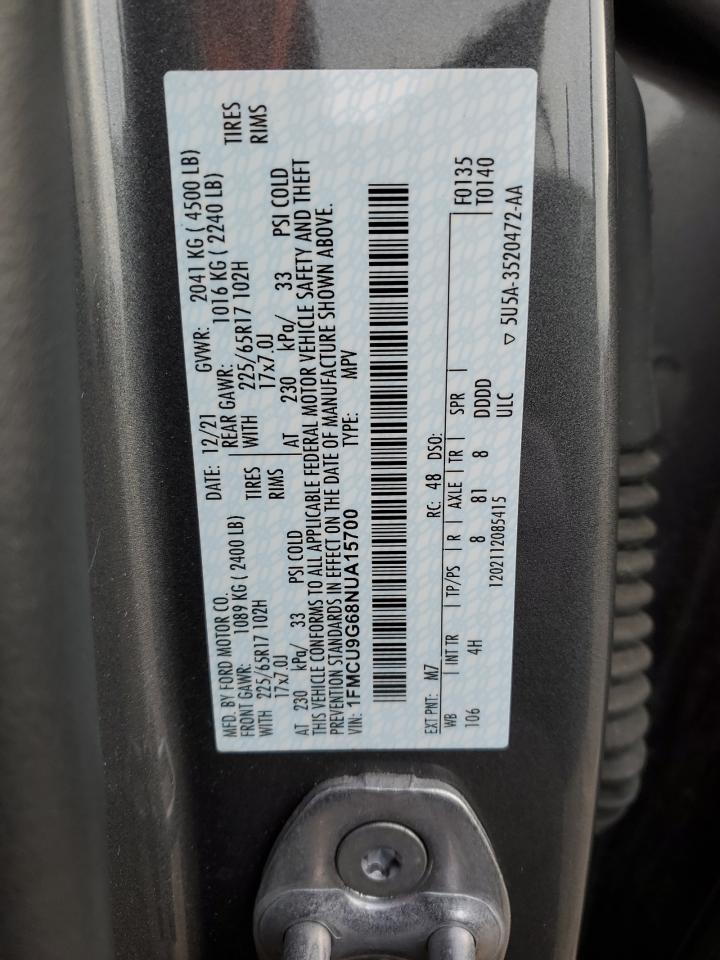 MFD. BY FORD MOTOR CO.
DATE: 12/21 GVWR: 2041 KG ( 4500 LB)
FRONT GAWR: 1089 KG ( 2400 LB) REAR GAWR: 1016 KG ( 2240 LB)
WITH 225/65R17 102H TIRES WITH 225/65R17 102H TIRES
17x7.0J RIMS 17x7.0J RIMS
AT 230 kPa/ 33 PSI COLD AT 230 kPa/ 33 PSI COLD
THIS VEHICLE CONFORMS TO ALL APPLICABLE FEDERAL MOTOR VEHICLE SAFETY AND THEFT
PREVENTION STANDARDS IN EFFECT ON THE DATE OF MANUFACTURE SHOWN ABOVE.
VIN: 1FMCU9G68NUA15700 TYPE: MPV
EXT PNT: M7 RC: 48 DSO: F0135
WB INT TR TP/PS R AXLE TR SPR T0140
106 4H 8 81 8 DDDD
1202112085415 ULC ▽ 5U5A-3520472-AA